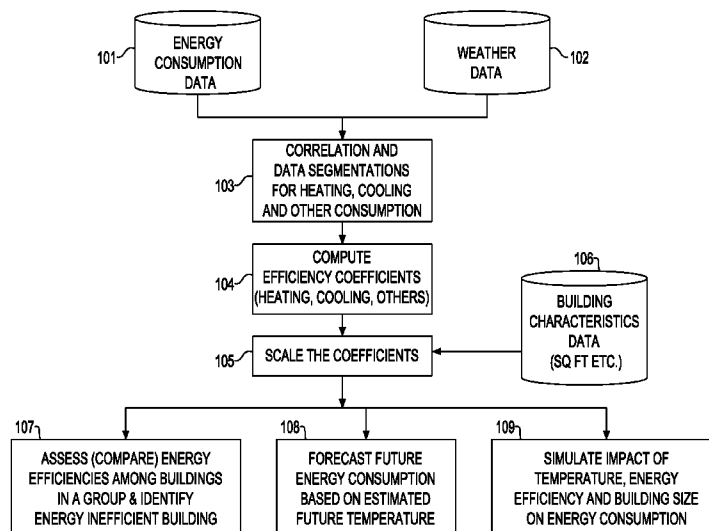 101
ENERGY
CONSUMPTION
DATA
WEATHER
DATA
102
103
CORRELATION AND
DATA SEGMENTATIONS
FOR HEATING, COOLING
AND OTHER CONSUMPTION
104
COMPUTE
EFFICIENCY COEFFICIENTS
(HEATING, COOLING, OTHERS)
106
BUILDING
CHARACTERISTICS
DATA
(SQ FT ETC.)
105
SCALE THE COEFFICIENTS
107
ASSESS (COMPARE) ENERGY
EFFICIENCIES AMONG BUILDINGS
IN A GROUP & IDENTIFY
ENERGY INEFFICIENT BUILDING
108
FORECAST FUTURE
ENERGY CONSUMPTION
BASED ON ESTIMATED
FUTURE TEMPERATURE
109
SIMULATE IMPACT OF
TEMPERATURE, ENERGY
EFFICIENCY AND BUILDING SIZE
ON ENERGY CONSUMPTION